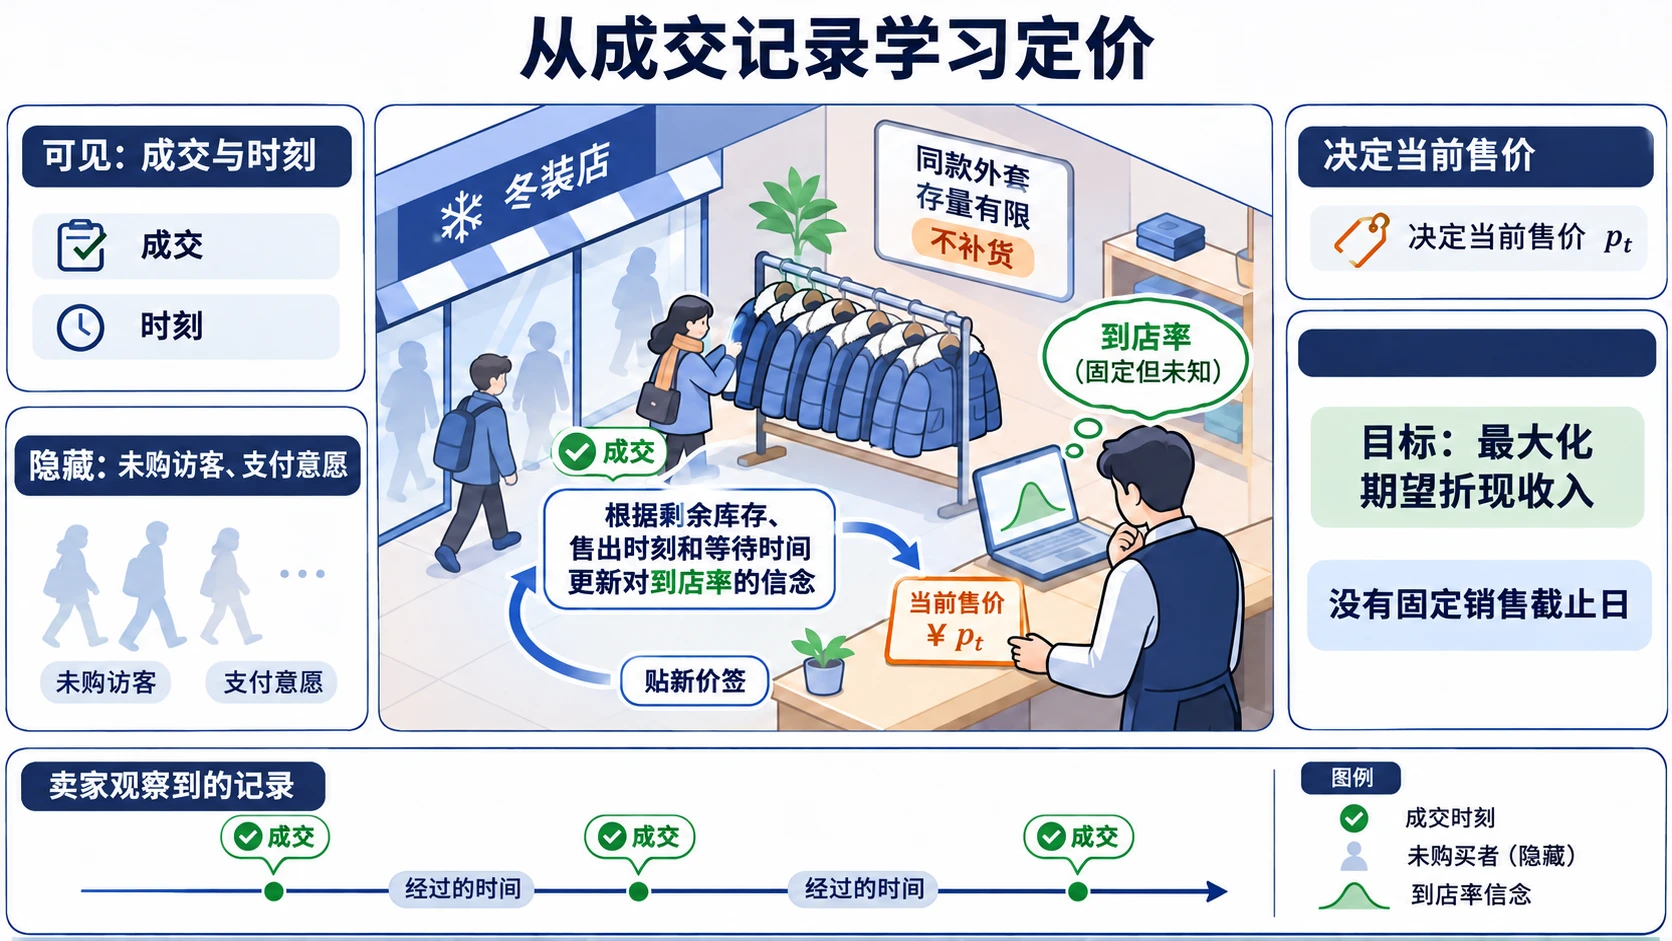 从成交记录学习定价
可见：成交与时刻
成交
时刻
隐藏：未购访客、支付意愿
未购访客
支付意愿
冬装店
同款外套
存量有限
不补货
到店率
（固定但未知）
成交
根据剩余库存、
售出时刻和等待时间
更新对到店率的信念
贴新价签
当前售价
¥ pt
决定当前售价
决定当前售价 pt
目标：最大化
期望折现收入
没有固定销售截止日
卖家观察到的记录
成交
成交
成交
经过的时间
经过的时间
图例
成交时刻
未购买者（隐藏）
到店率信念